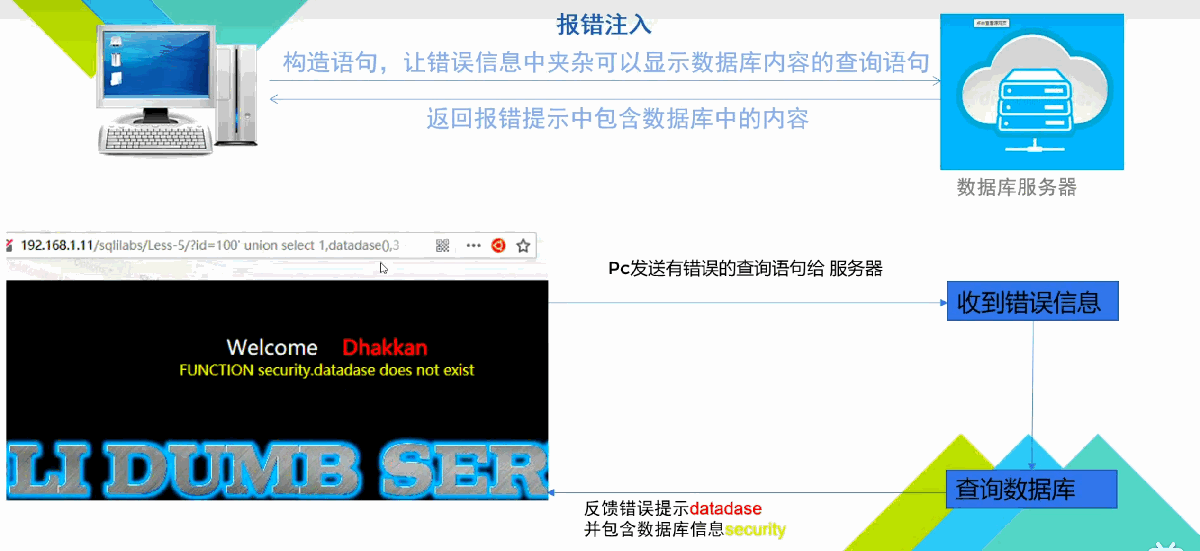 报错注入
构造语句，让错误信息中夹杂可以显示数据库内容的查询语句
返回报错提示中包含数据库中的内容
数据库服务器
192.168.1.11/sqlilabs/Less-5/?id=100' union select 1,datadase(),3
Pc发送有错误的查询语句给 服务器
收到错误信息
Welcome Dhakkan
FUNCTION security.datadase does not exist
LI DUMB SER
查询数据库
反馈错误提示datadase
并包含数据库信息security